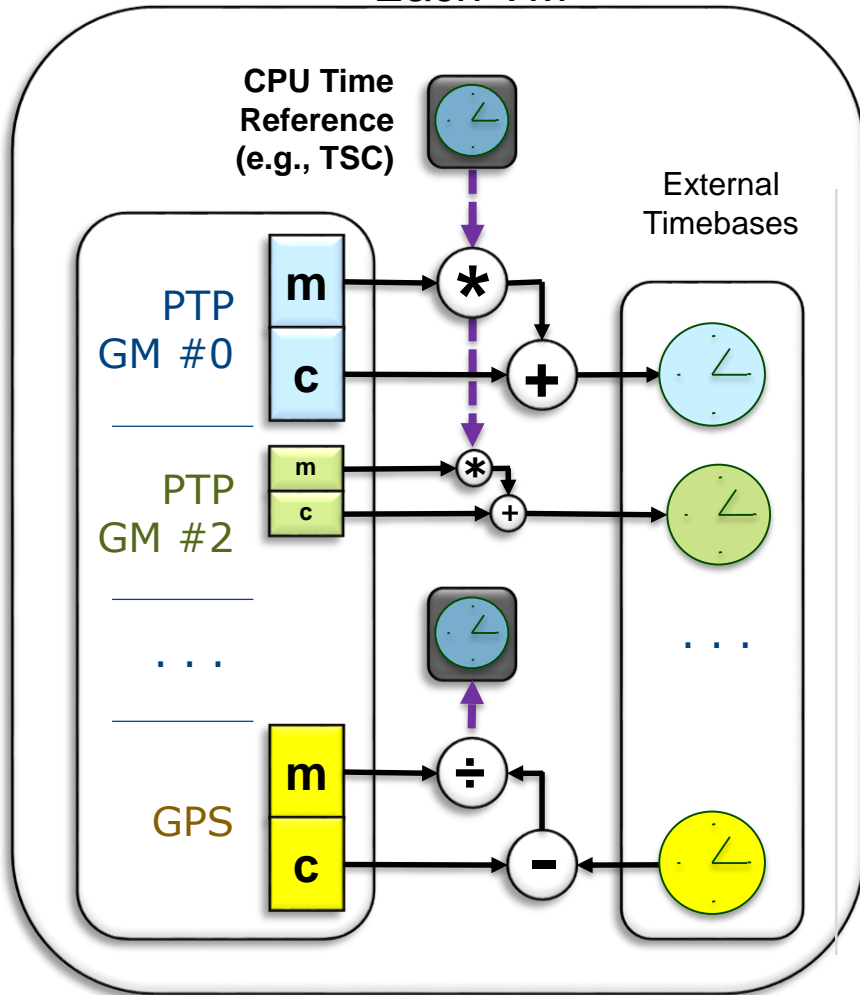 CPU Time
Reference
(e.g., TSC)
External
Timebases
PTP
GM #0
m
c
*
+
PTP
GM #2
m
c
*
+
. . .
. . .
GPS
m
c
÷
-